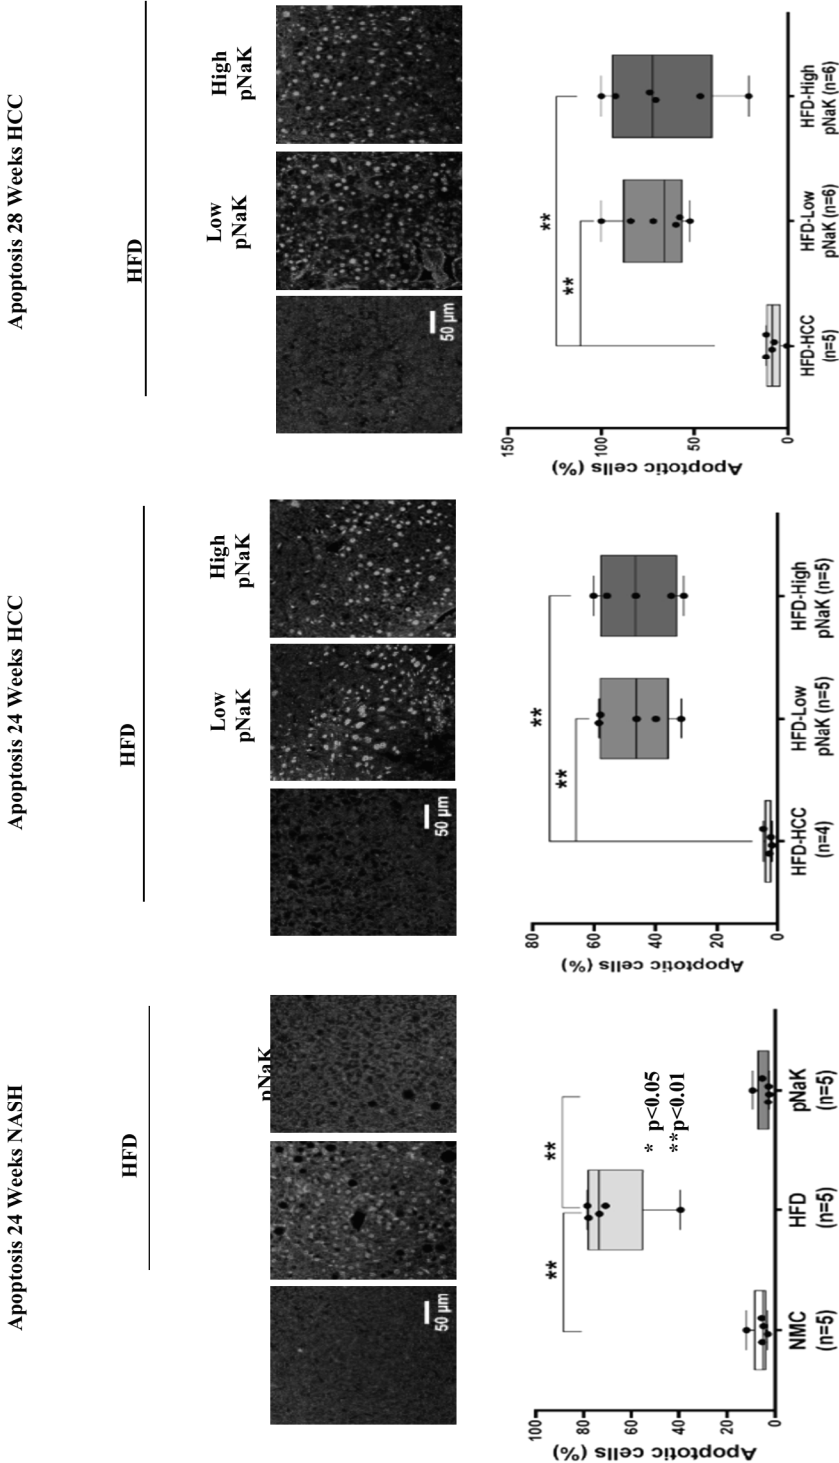 Apoptosis 24 Weeks NASH
HFD
pNaK
50 µm
100
80
60
40
20
0
Apoptotic cells (%)
**
**
* p<0.05
**p<0.01
NMC
(n=5)
HFD
(n=5)
pNaK
(n=5)
Apoptosis 24 Weeks HCC
HFD
Low
pNaK
High
pNaK
50 µm
80
60
40
20
0
Apoptotic cells (%)
**
**
HFD-HCC
(n=4)
HFD-Low
pNaK (n=5)
HFD-High
pNaK (n=5)
Apoptosis 28 Weeks HCC
HFD
Low
pNaK
High
pNaK
50 µm
150
100
50
0
Apoptotic cells (%)
**
**
HFD-HCC
(n=5)
HFD-Low
pNaK (n=6)
HFD-High
pNaK (n=6)